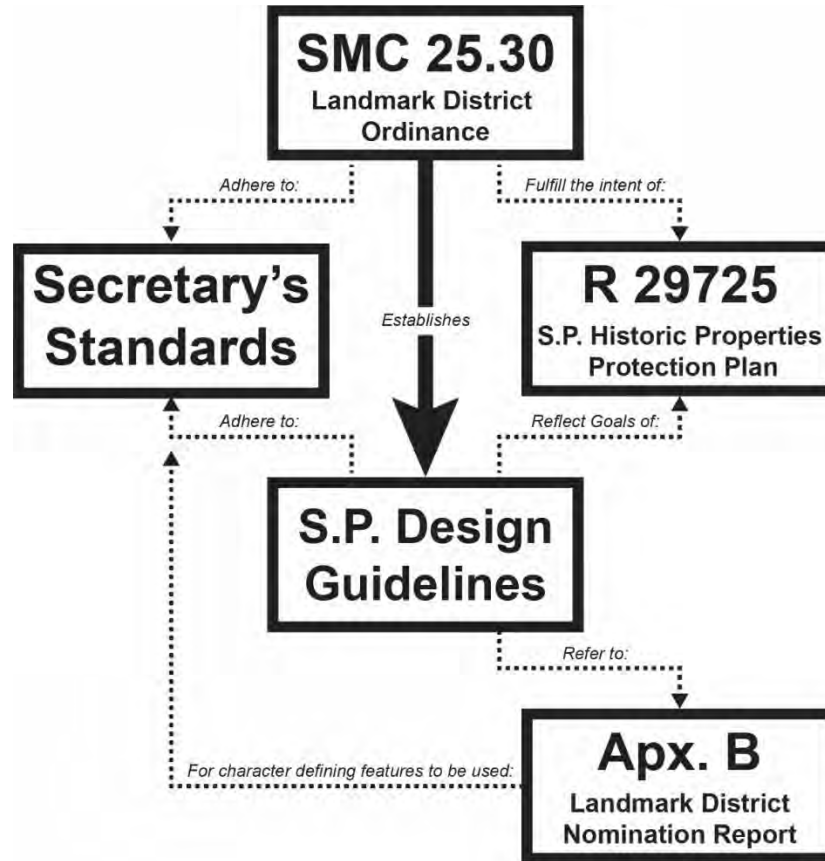 SMC 25.30
Landmark District
Ordinance
Adhere to:
Fulfill the intent of:
Secretary's
Standards
Establishes
R 29725
S.P. Historic Properties
Protection Plan
Adhere to:
Reflect Goals of:
S.P. Design
Guidelines
Refer to:
For character defining features to be used:
Apx. B
Landmark District
Nomination Report